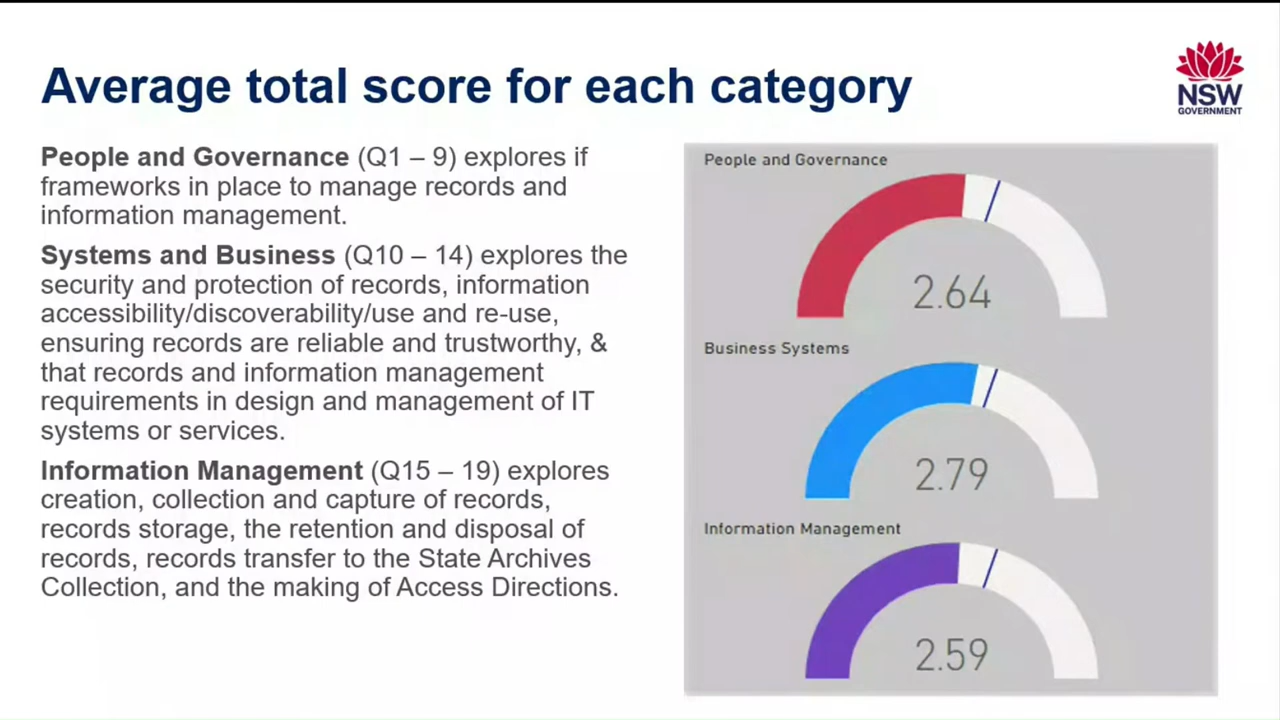 Average total score for each category
NSW
GOVERNMENT
People and Governance (Q1 – 9) explores if
frameworks in place to manage records and
information management.
Systems and Business (Q10 – 14) explores the
security and protection of records, information
accessibility/discoverability/use and re-use,
ensuring records are reliable and trustworthy, &
that records and information management
requirements in design and management of IT
systems or services.
Information Management (Q15 – 19) explores
creation, collection and capture of records,
records storage, the retention and disposal of
records, records transfer to the State Archives
Collection, and the making of Access Directions.
People and Governance
2.64
Business Systems
2.79
Information Management
2.59